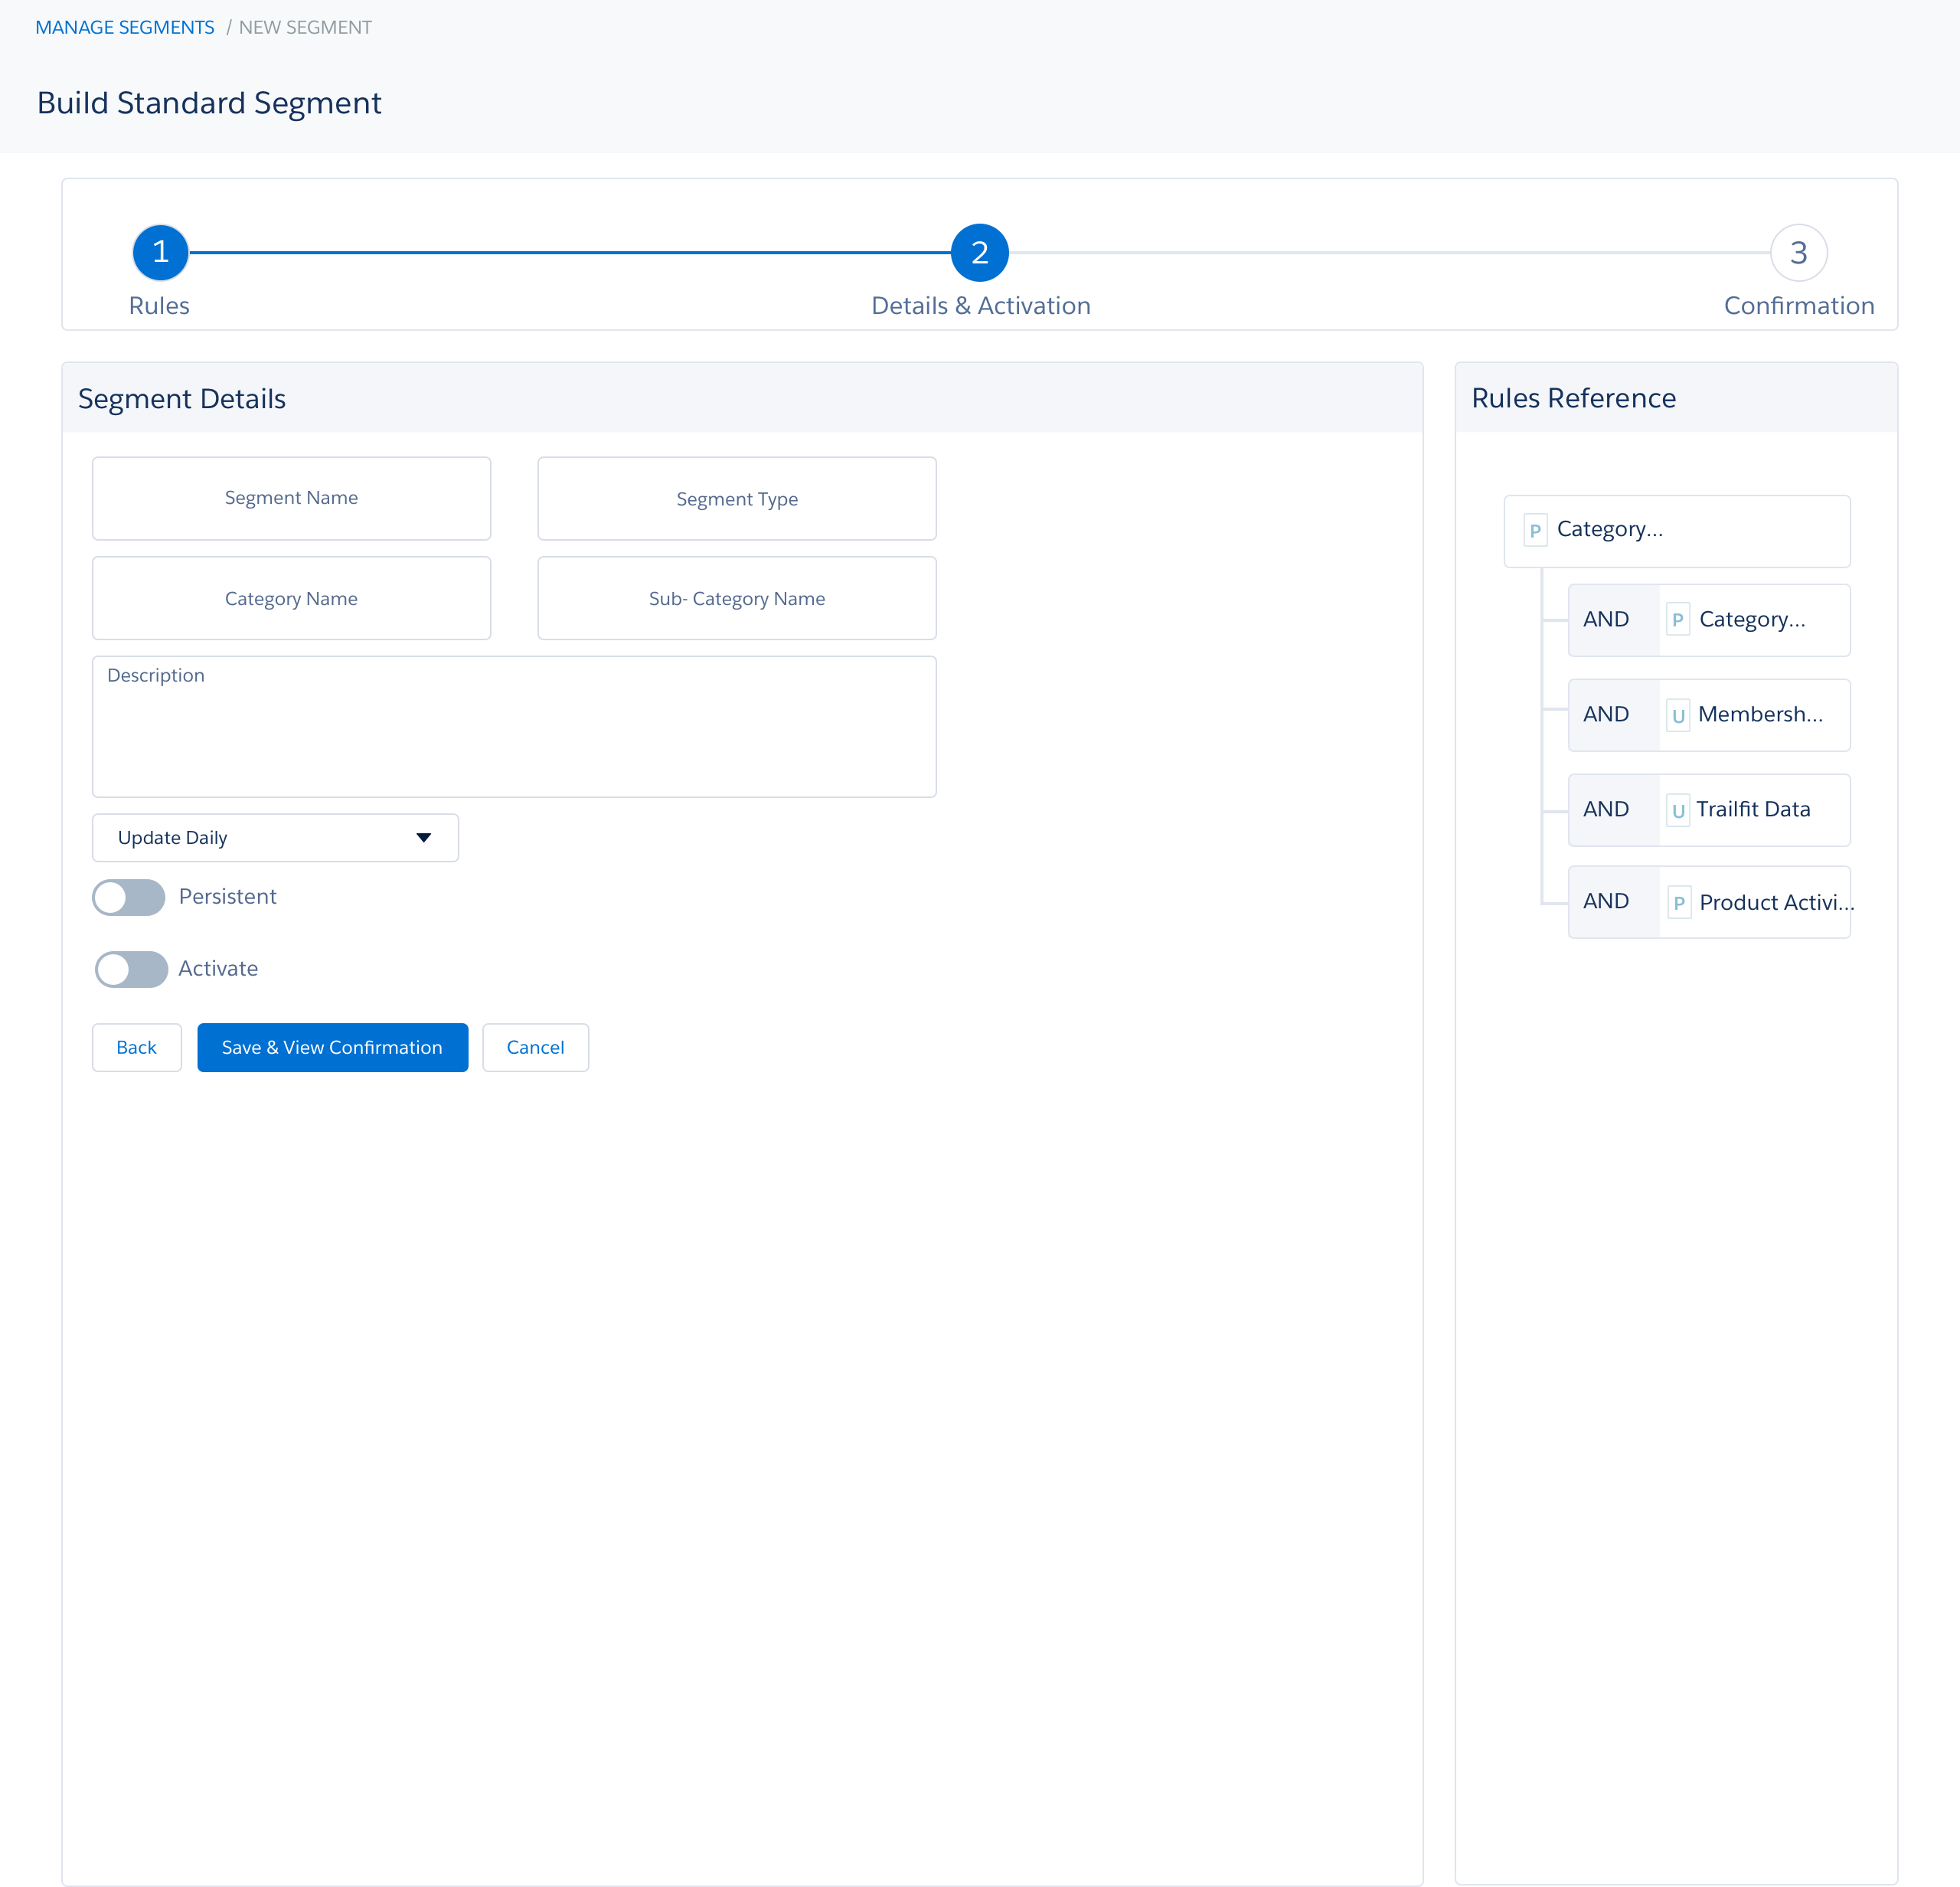 MANAGE SEGMENTS / NEW SEGMENT
Build Standard Segment
1
2
3
Rules
Details & Activation
Confirmation
Segment Details
Segment Name
Segment Type
Category Name
Sub- Category Name
Description
Update Daily
Persistent
Activate
Back
Save & View Confirmation
Cancel
Rules Reference
P Category...
AND P Category...
AND U Membersh...
AND U Trailfit Data
AND P Product Activi...